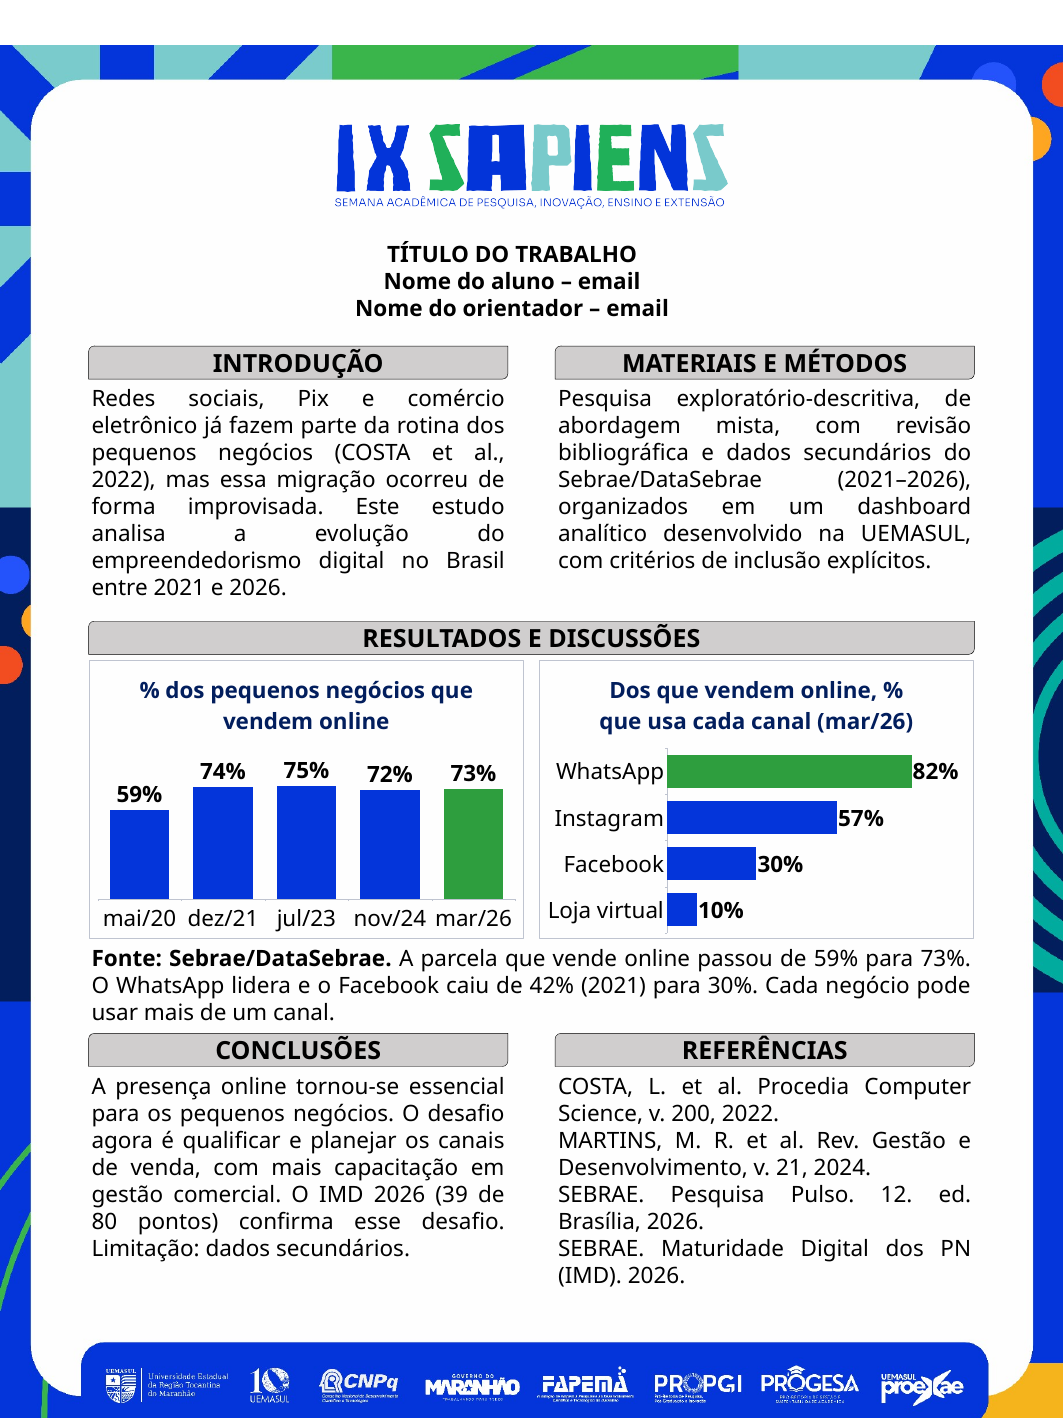 IX SAPIENS
SEMANA ACADÊMICA DE PESQUISA, INOVAÇÃO, ENSINO E EXTENSÃO
TÍTULO DO TRABALHO
Nome do aluno – email
Nome do orientador – email
INTRODUÇÃO
Redes sociais, Pix e comércio
eletrônico já fazem parte da rotina dos
pequenos negócios (COSTA et al.,
2022), mas essa migração ocorreu de
forma improvisada. Este estudo
analisa a evolução do
empreendedorismo digital no Brasil
entre 2021 e 2026.
MATERIAIS E MÉTODOS
Pesquisa exploratório-descritiva, de
abordagem mista, com revisão
bibliográfica e dados secundários do
Sebrae/DataSebrae (2021–2026),
organizados em um dashboard
analítico desenvolvido na UEMASUL,
com critérios de inclusão explícitos.
RESULTADOS E DISCUSSÕES
% dos pequenos negócios que
vendem online
59% 74% 75% 72% 73%
mai/20 dez/21 jul/23 nov/24 mar/26
Dos que vendem online, %
que usa cada canal (mar/26)
WhatsApp 82%
Instagram 57%
Facebook 30%
Loja virtual 10%
Fonte: Sebrae/DataSebrae. A parcela que vende online passou de 59% para 73%.
O WhatsApp lidera e o Facebook caiu de 42% (2021) para 30%. Cada negócio pode
usar mais de um canal.
CONCLUSÕES
A presença online tornou-se essencial
para os pequenos negócios. O desafio
agora é qualificar e planejar os canais
de venda, com mais capacitação em
gestão comercial. O IMD 2026 (39 de
80 pontos) confirma esse desafio.
Limitação: dados secundários.
REFERÊNCIAS
COSTA, L. et al. Procedia Computer
Science, v. 200, 2022.
MARTINS, M. R. et al. Rev. Gestão e
Desenvolvimento, v. 21, 2024.
SEBRAE. Pesquisa Pulso. 12. ed.
Brasília, 2026.
SEBRAE. Maturidade Digital dos PN
(IMD). 2026.
UEMASUL
Universidade Estadual
da Região Tocantina
do Maranhão
10
UEMASUL
CNPq
GOVERNO DO
MARANHÃO
FAPEMA
PROPGI
PROGESA
UEMASUL
proexae